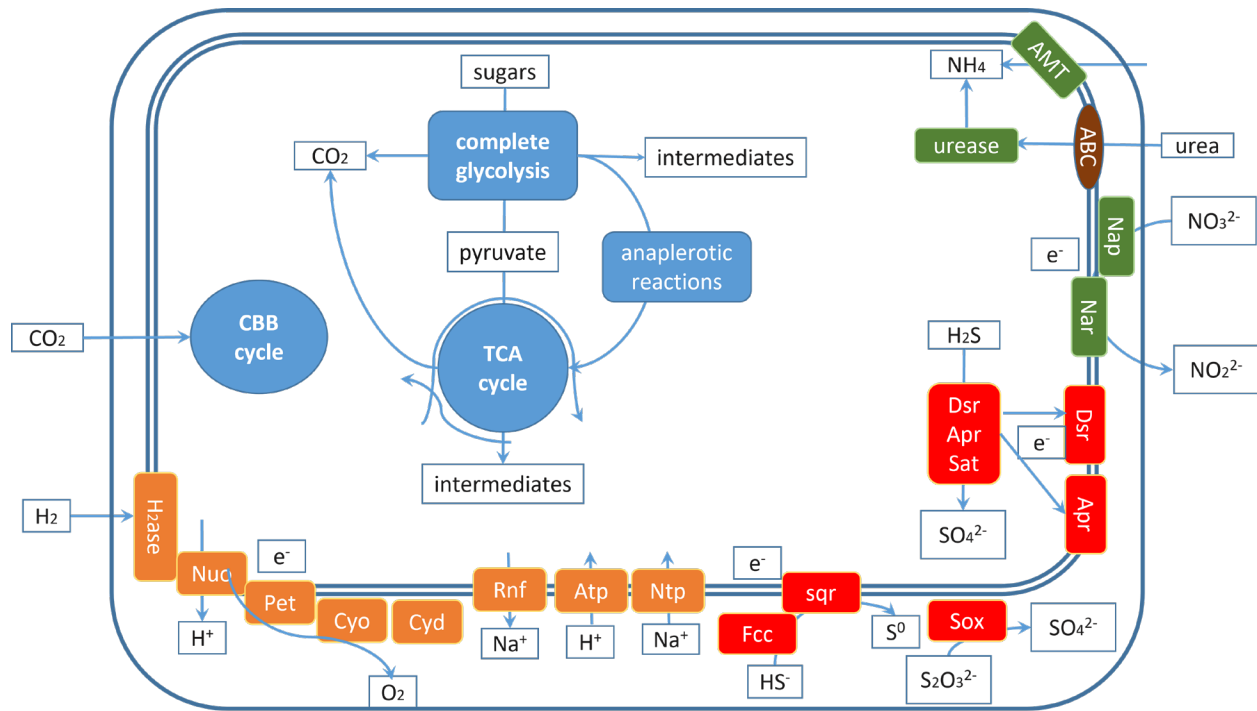 sugars
NH₄
AMT
complete
glycolysis
CO₂
intermediates
urease
ABC
urea
pyruvate
anaplerotic
reactions
e⁻
Nap
NO₃²⁻
CO₂
CBB
cycle
TCA
cycle
H₂S
Nar
NO₂²⁻
Dsr
Apr
Sat
e⁻
Dsr
intermediates
H₂
H₂ase
SO₄²⁻
Apr
Nuo
e⁻
Pet
Cyo
Cyd
Rnf
Atp
Ntp
e⁻
sqr
Fcc
Sox
H⁺
Na⁺
H⁺
Na⁺
S⁰
SO₄²⁻
O₂
HS⁻
S₂O₃²⁻